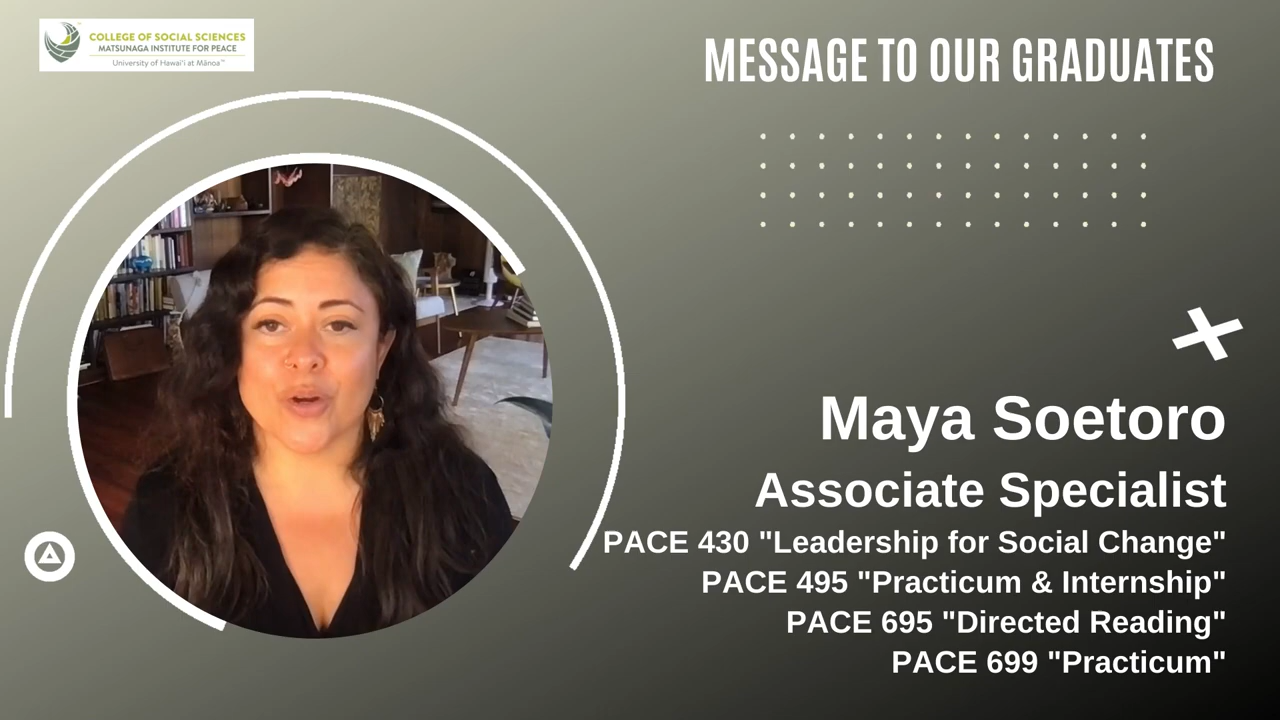 COLLEGE OF SOCIAL SCIENCES
MATSUNAGA INSTITUTE FOR PEACE
University of Hawaiʻi at Mānoa™
MESSAGE TO OUR GRADUATES
Maya Soetoro
Associate Specialist
PACE 430 "Leadership for Social Change"
PACE 495 "Practicum & Internship"
PACE 695 "Directed Reading"
PACE 699 "Practicum"